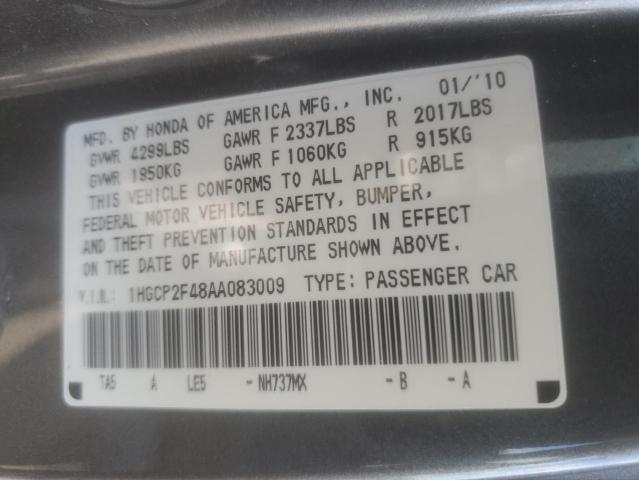 MFD. BY HONDA OF AMERICA MFG., INC. 01/'10
GVWR 4299LBS GAWR F 2337LBS R 2017LBS
GVWR 1950KG GAWR F 1060KG R 915KG
THIS VEHICLE CONFORMS TO ALL APPLICABLE
FEDERAL MOTOR VEHICLE SAFETY, BUMPER,
AND THEFT PREVENTION STANDARDS IN EFFECT
ON THE DATE OF MANUFACTURE SHOWN ABOVE.
V.I.N.: 1HGCP2F48AA083009 TYPE: PASSENGER CAR
TA5 A LE5 -NH737MX -B -A